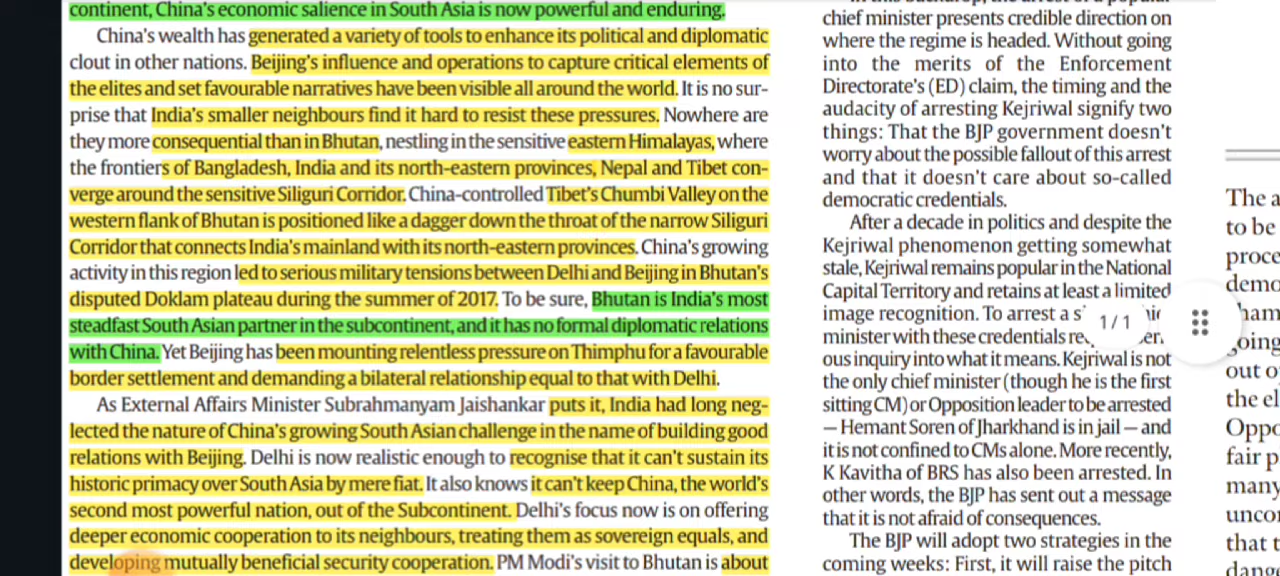 continent, China's economic salience in South Asia is now powerful and enduring.
China's wealth has generated a variety of tools to enhance its political and diplomatic
clout in other nations. Beijing's influence and operations to capture critical elements of
the elites and set favourable narratives have been visible all around the world. It is no sur-
prise that India's smaller neighbours find it hard to resist these pressures. Nowhere are
they more consequential than in Bhutan, nestling in the sensitive eastern Himalayas, where
the frontiers of Bangladesh, India and its north-eastern provinces, Nepal and Tibet con-
verge around the sensitive Siliguri Corridor. China-controlled Tibet's Chumbi Valley on the
western flank of Bhutan is positioned like a dagger down the throat of the narrow Siliguri
Corridor that connects India's mainland with its north-eastern provinces. China's growing
activity in this region led to serious military tensions between Delhi and Beijing in Bhutan's
disputed Doklam plateau during the summer of 2017. To be sure, Bhutan is India's most
steadfast South Asian partner in the subcontinent, and it has no formal diplomatic relations
with China. Yet Beijing has been mounting relentless pressure on Thimphu for a favourable
border settlement and demanding a bilateral relationship equal to that with Delhi.
As External Affairs Minister Subrahmanyam Jaishankar puts it, India had long neg-
lected the nature of China's growing South Asian challenge in the name of building good
relations with Beijing. Delhi is now realistic enough to recognise that it can't sustain its
historic primacy over South Asia by mere fiat. It also knows it can't keep China, the world's
second most powerful nation, out of the Subcontinent. Delhi's focus now is on offering
deeper economic cooperation to its neighbours, treating them as sovereign equals, and
developing mutually beneficial security cooperation. PM Modi's visit to Bhutan is about
chief minister presents credible direction on
where the regime is headed. Without going
into the merits of the Enforcement
Directorate's (ED) claim, the timing and the
audacity of arresting Kejriwal signify two
things: That the BJP government doesn't
worry about the possible fallout of this arrest
and that it doesn't care about so-called
democratic credentials.
After a decade in politics and despite the
Kejriwal phenomenon getting somewhat
stale, Kejriwal remains popular in the National
Capital Territory and retains at least a limited
image recognition. To arrest a
minister with these credentials
ous inquiry into what it means. Kejriwal is not
the only chief minister (though he is the first
sitting CM) or Opposition leader to be arrested
— Hemant Soren of Jharkhand is in jail — and
it is not confined to CMs alone. More recently,
K Kavitha of BRS has also been arrested. In
other words, the BJP has sent out a message
that it is not afraid of consequences.
The BJP will adopt two strategies in the
coming weeks: First, it will raise the pitch
1/1
The a
to be
proce
demo
going
out o
the el
Oppo
fair p
many
uncon
that t
dange